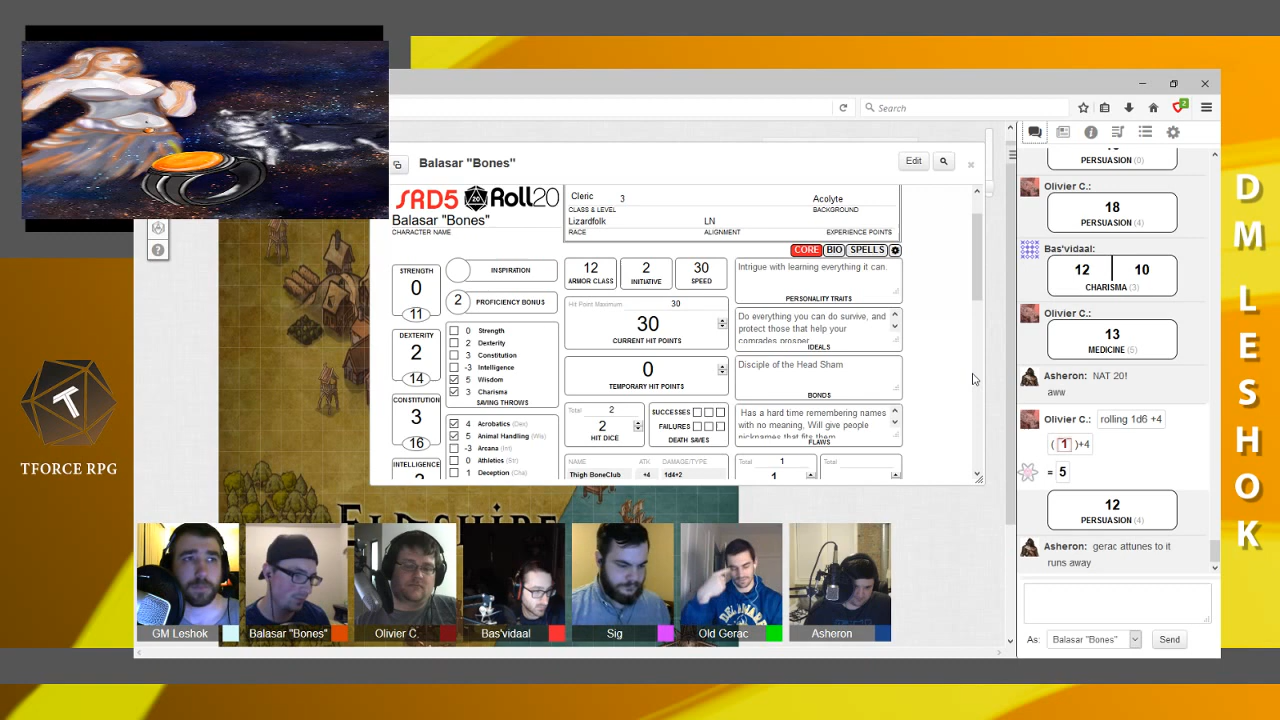 Search
2
Balasar "Bones"
Edit
SRD5 Roll20
Balasar "Bones"
CHARACTER NAME
Cleric 3
CLASS & LEVEL
Acolyte
BACKGROUND
Lizardfolk
RACE
LN
ALIGNMENT
EXPERIENCE POINTS
CORE BIO SPELLS
STRENGTH
0
11
DEXTERITY
2
14
CONSTITUTION
3
16
INTELLIGENCE
INSPIRATION
2 PROFICIENCY BONUS
0 Strength
2 Dexterity
3 Constitution
-3 Intelligence
5 Wisdom
3 Charisma
SAVING THROWS
4 Acrobatics (Dex)
5 Animal Handling (Wis)
-3 Arcana (Int)
0 Athletics (Str)
1 Deception (Cha)
12
ARMOR CLASS
2
INITIATIVE
30
SPEED
Hit Point Maximum 30
30
CURRENT HIT POINTS
0
TEMPORARY HIT POINTS
Total 2
2
HIT DICE
SUCCESSES
FAILURES
DEATH SAVES
NAME ATK DAMAGE/TYPE
Thigh BoneClub +4 1d4+2
Intrigue with learning everything it can.
PERSONALITY TRAITS
Do everything you can do survive, and
protect those that help your
comrades prosper
IDEALS
Disciple of the Head Sham
BONDS
Has a hard time remembering names
with no meaning, Will give people
nicknames that fits them
FLAWS
Total 1
1
Total
PERSUASION (0)
Olivier C.:
18
PERSUASION (4)
Bas'vidaal:
12 10
CHARISMA (3)
Olivier C.:
13
MEDICINE (5)
Asheron: NAT 20!
aww
Olivier C.: rolling 1d6 +4
( 1 )+4
= 5
12
PERSUASION (4)
Asheron: gerac attunes to it
runs away
As: Balasar "Bones" Send
ELDSHIRE
GM Leshok
Balasar "Bones"
Olivier C.
Bas'vidaal
Sig
Old Gerac
Asheron
DELAWARE
T
TFORCE RPG
DM LESHOK